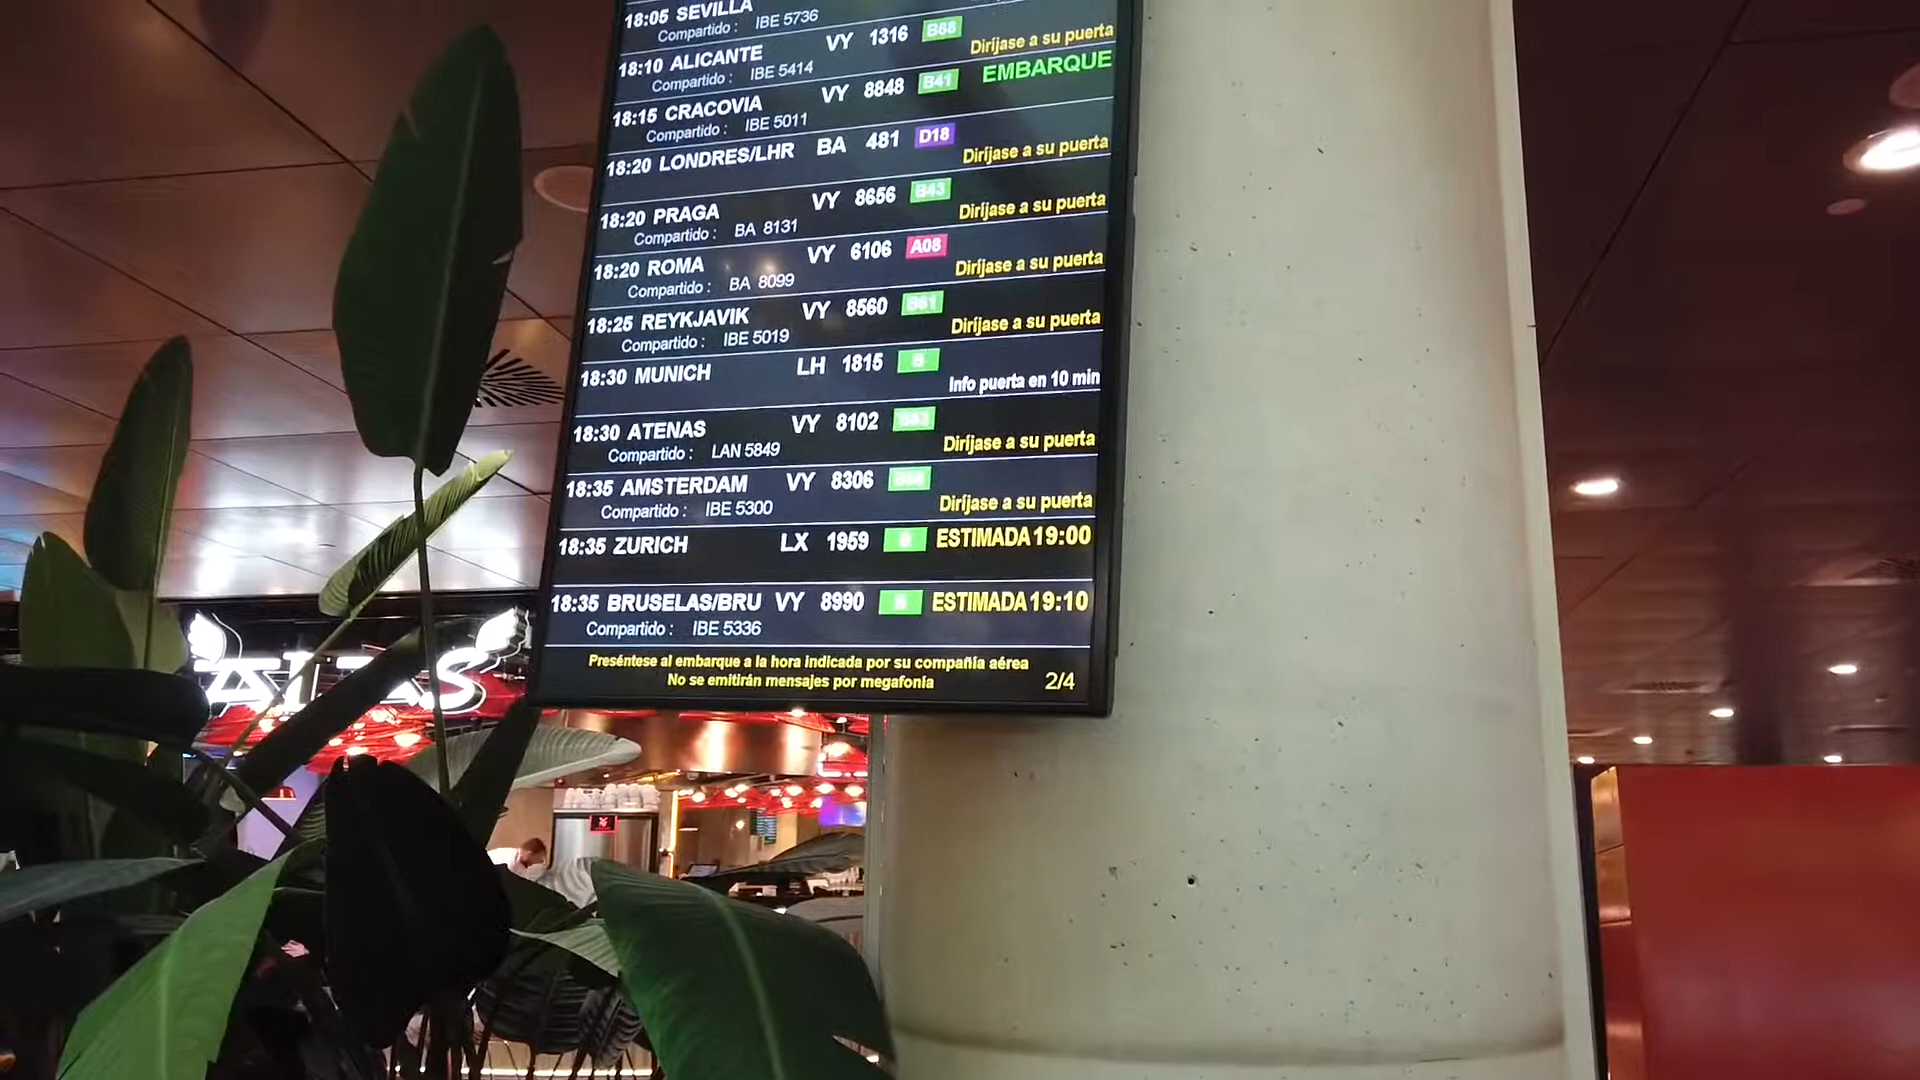 18:05 SEVILLA
Compartido : IBE 5736
18:10 ALICANTE VY 1316 B68 Diríjase a su puerta
Compartido : IBE 5414
18:15 CRACOVIA VY 8848 B41 EMBARQUE
Compartido : IBE 5011
18:20 LONDRES/LHR BA 481 D18 Diríjase a su puerta
18:20 PRAGA VY 8656 B43 Diríjase a su puerta
Compartido : BA 8131
18:20 ROMA VY 6106 A08 Diríjase a su puerta
Compartido : BA 8099
18:25 REYKJAVIK VY 8560 B61 Diríjase a su puerta
Compartido : IBE 5019
18:30 MUNICH LH 1815 B Info puerta en 10 min
18:30 ATENAS VY 8102 Diríjase a su puerta
Compartido : LAN 5849
18:35 AMSTERDAM VY 8306 Diríjase a su puerta
Compartido : IBE 5300
18:35 ZURICH LX 1959 B ESTIMADA 19:00
18:35 BRUSELAS/BRU VY 8990 B ESTIMADA 19:10
Compartido : IBE 5336
Preséntese al embarque a la hora indicada por su compañía aérea
No se emitirán mensajes por megafonía
2/4